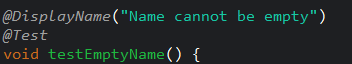 @DisplayName("Name cannot be empty")
@Test
void testEmptyName() {